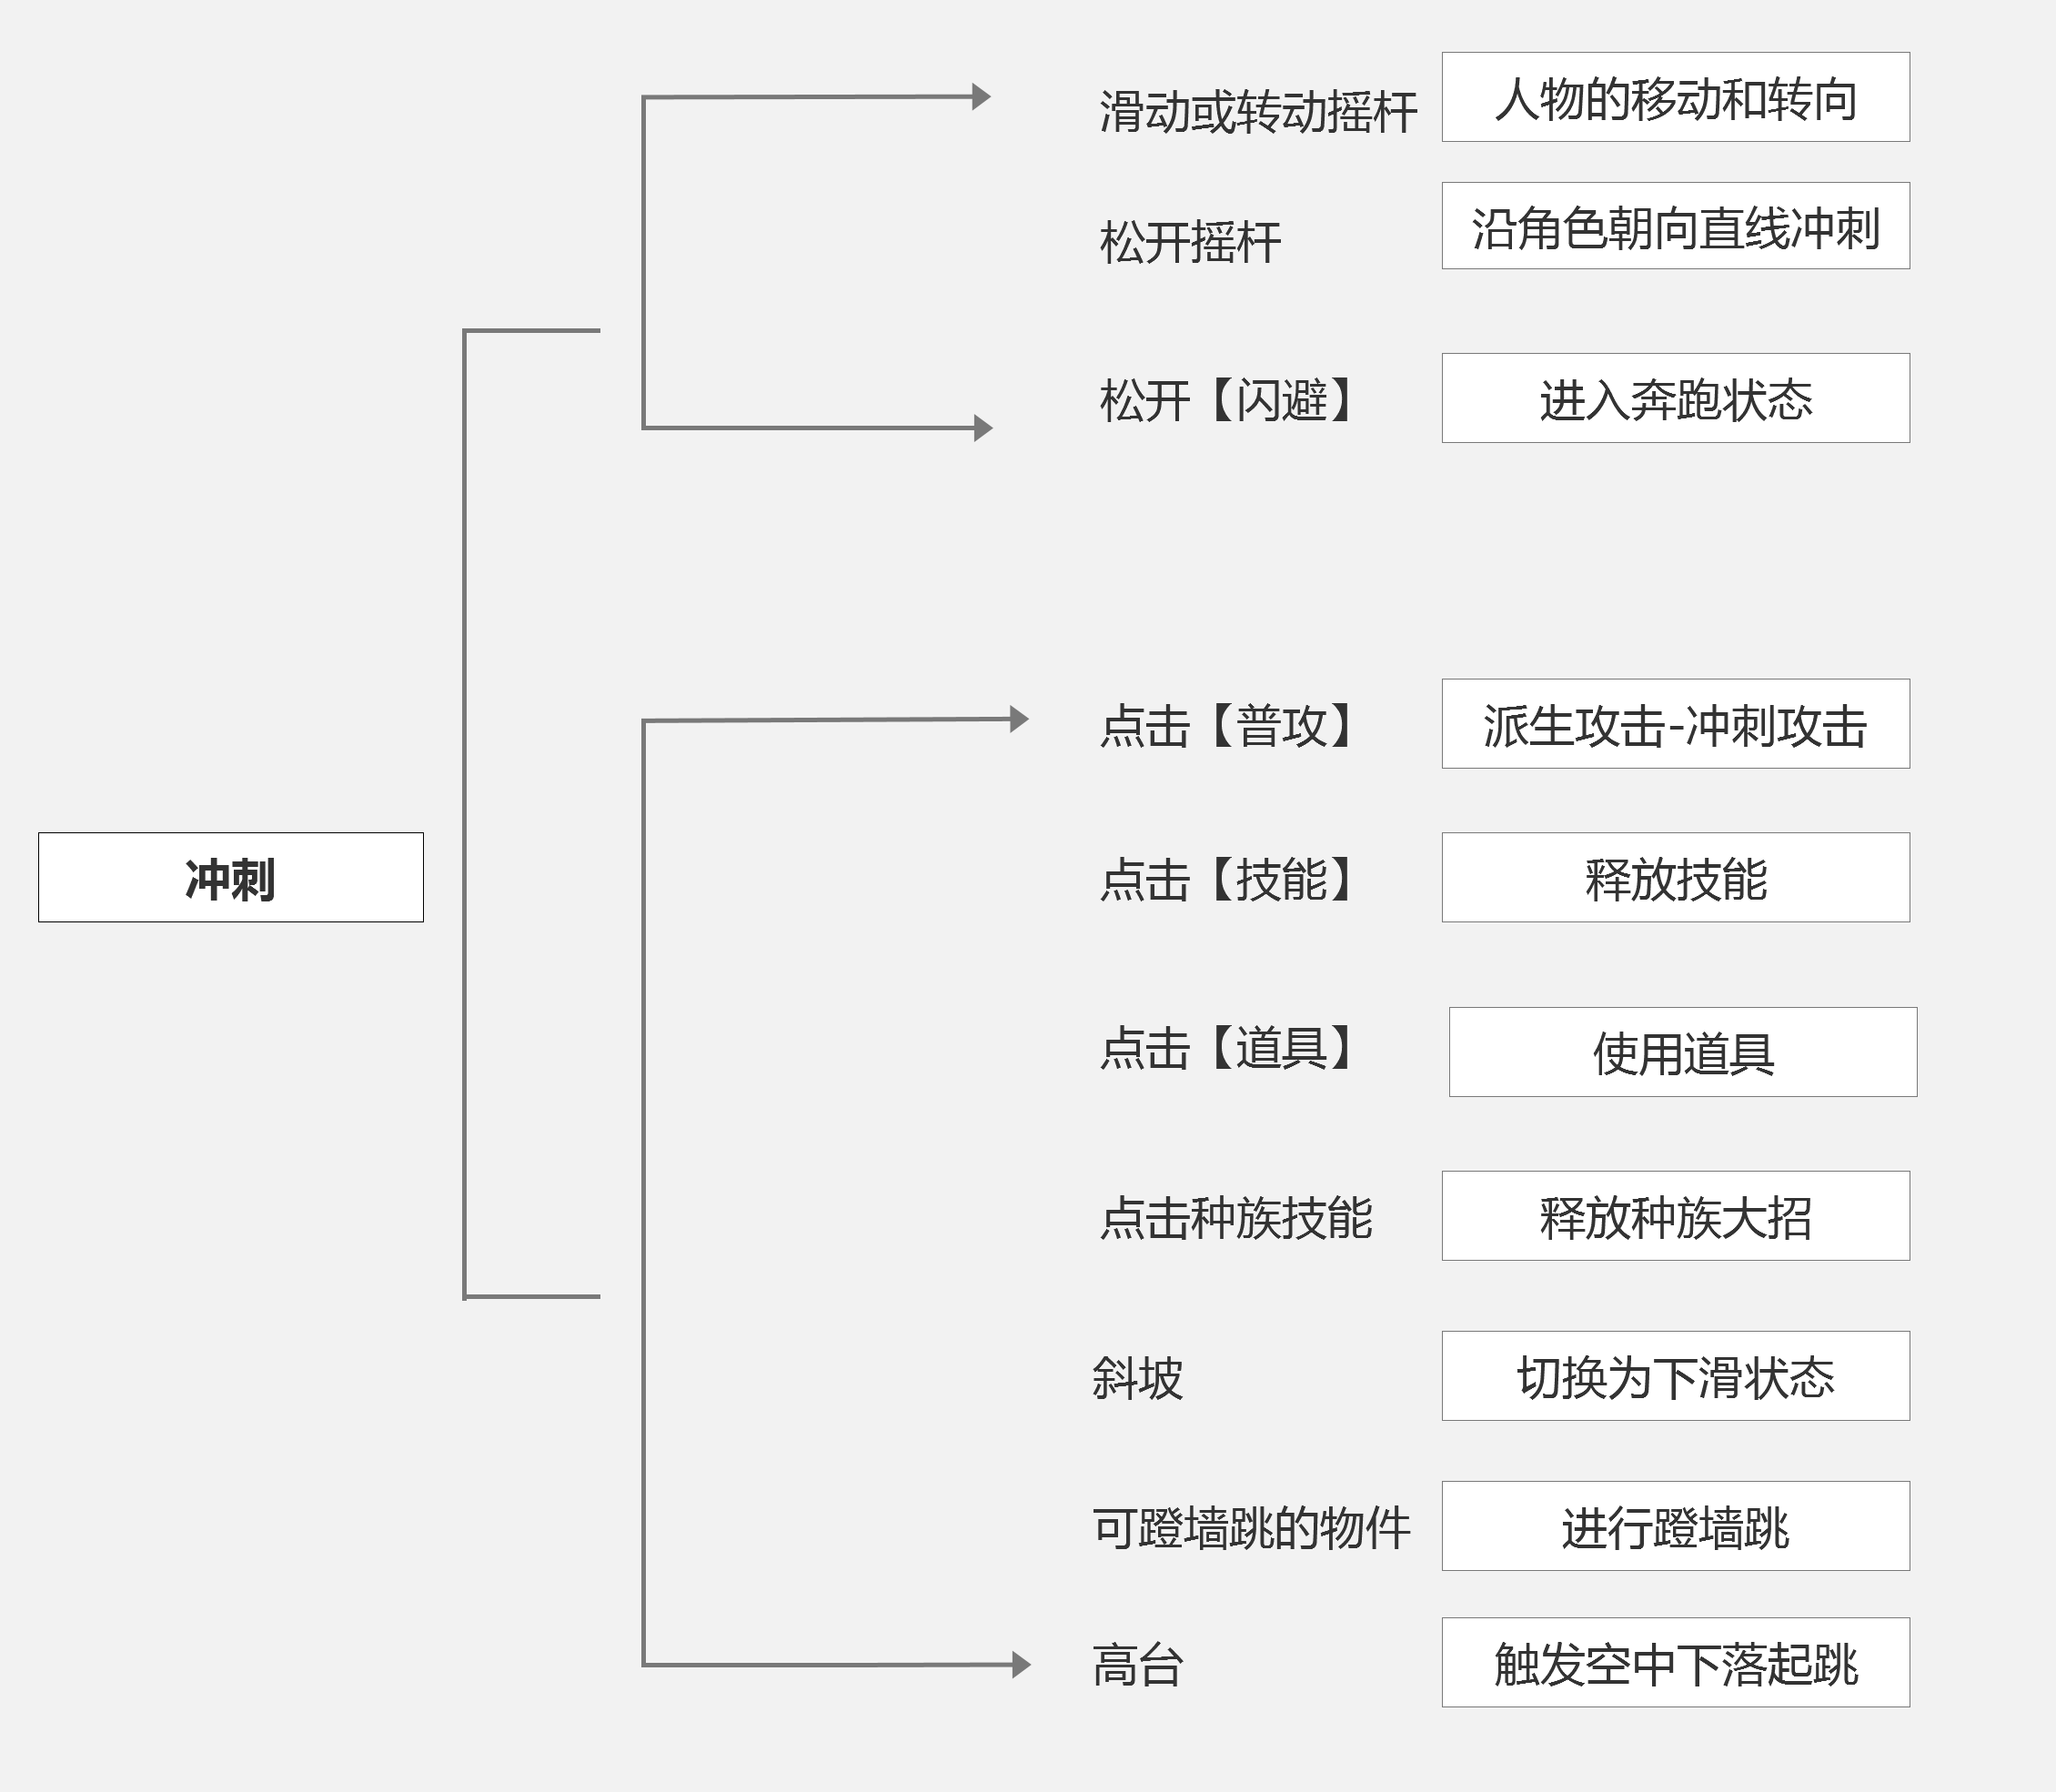 滑动或转动摇杆 人物的移动和转向
松开摇杆 沿角色朝向直线冲刺
松开【闪避】 进入奔跑状态
点击【普攻】 派生攻击-冲刺攻击
冲刺 点击【技能】 释放技能
点击【道具】 使用道具
点击种族技能 释放种族大招
斜坡 切换为下滑状态
可蹬墙跳的物件 进行蹬墙跳
高台 触发空中下落起跳